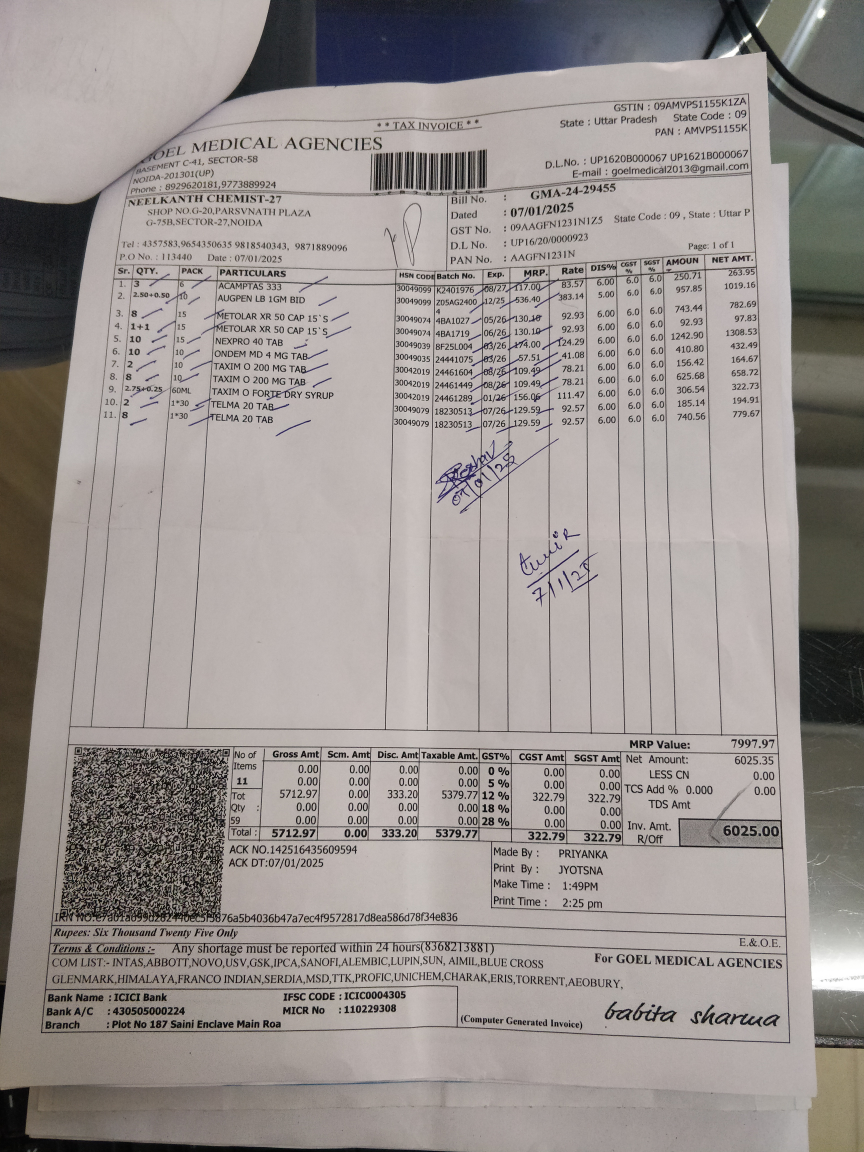 * * TAX INVOICE * *
GSTIN : 09AMVPS1155K1ZA
State : Uttar Pradesh State Code : 09
PAN : AMVPS1155K
GOEL MEDICAL AGENCIES
BASEMENT C-41, SECTOR-58
NOIDA-201301(UP)
Phone : 8929620181,9773889924
D.L.No. : UP1620B000067 UP1621B000067
E-mail : goelmedical2013@gmail.com
NEELKANTH CHEMIST-27
SHOP NO.G-20,PARSVNATH PLAZA
G-75B,SECTOR-27,NOIDA
Tel : 4357583,9654350635 9818540343, 9871889096
P.O No. : 113440 Date : 07/01/2025
Bill No. : GMA-24-29455
Dated : 07/01/2025
GST No. : 09AAGFN1231N1Z5 State Code : 09 , State : Uttar P
D.L No. : UP16/20/0000923
PAN No. : AAGFN1231N
Page: 1 of 1
Sr. QTY. PACK PARTICULARS HSN CODE Batch No. Exp. MRP. Rate DIS% CGST % SGST % AMOUN NET AMT.
1. 3 6 ACAMPTAS 333 30049099 K2401976 08/27 117.00 83.57 6.00 6.0 6.0 250.71 263.95
2. 2.50+0.50 10 AUGPEN LB 1GM BID 30049099 Z05AG2400 12/25 636.40 383.14 5.00 6.0 6.0 957.85 1019.16
4
3. 8 15 METOLAR XR 50 CAP 15`S 30049074 4BA1027 05/26 130.10 92.93 6.00 6.0 6.0 743.44 782.69
4. 1+1 15 METOLAR XR 50 CAP 15`S 30049074 4BA1719 06/26 130.10 92.93 6.00 6.0 6.0 92.93 97.83
5. 10 15 NEXPRO 40 TAB 30049039 8F25L004 03/26 174.00 124.29 6.00 6.0 6.0 1242.90 1308.53
6. 10 10 ONDEM MD 4 MG TAB 30049035 24441075 03/26 57.51 41.08 6.00 6.0 6.0 410.80 432.49
7. 2 10 TAXIM O 200 MG TAB 30042019 24461604 08/26 109.49 78.21 6.00 6.0 6.0 156.42 164.67
8. 8 10 TAXIM O 200 MG TAB 30042019 24461449 08/26 109.49 78.21 6.00 6.0 6.0 625.68 658.72
9. 2.75+0.25 60ML TAXIM O FORTE DRY SYRUP 30042019 24461289 01/26 156.06 111.47 6.00 6.0 6.0 306.54 322.73
10. 2 1*30 TELMA 20 TAB 30049079 18230513 07/26 129.59 92.57 6.00 6.0 6.0 185.14 194.91
11. 8 1*30 TELMA 20 TAB 30049079 18230513 07/26 129.59 92.57 6.00 6.0 6.0 740.56 779.67
07/01/25
7/1/25
MRP Value: 7997.97
Net Amount: 6025.35
LESS CN 0.00
TCS Add % 0.000 0.00
TDS Amt
Inv. Amt. 6025.00
R/Off
No of Items Gross Amt Scm. Amt Disc. Amt Taxable Amt. GST% CGST Amt SGST Amt
0.00 0.00 0.00 0.00 0 % 0.00 0.00
11 0.00 0.00 0.00 0.00 5 % 0.00 0.00
Tot 5712.97 0.00 333.20 5379.77 12 % 322.79 322.79
Qty : 0.00 0.00 0.00 0.00 18 % 0.00 0.00
59 0.00 0.00 0.00 0.00 28 % 0.00 0.00
Total : 5712.97 0.00 333.20 5379.77 322.79 322.79
ACK NO.142516435609594
ACK DT:07/01/2025
Made By : PRIYANKA
Print By : JYOTSNA
Make Time : 1:49PM
Print Time : 2:25 pm
Rupees: Six Thousand Twenty Five Only
E.& O.E.
Terms & Conditions :- Any shortage must be reported within 24 hours(8368213881)
COM LIST:- INTAS,ABBOTT,NOVO,USV,GSK,IPCA,SANOFI,ALEMBIC,LUPIN,SUN, AIMIL,BLUE CROSS
GLENMARK,HIMALAYA,FRANCO INDIAN,SERDIA,MSD,TTK,PROFIC,UNICHEM,CHARAK,ERIS,TORRENT,AEOBURY,
For GOEL MEDICAL AGENCIES
Bank Name : ICICI Bank IFSC CODE : ICIC0004305
Bank A/C : 430505000224 MICR No : 110229308
Branch : Plot No 187 Saini Enclave Main Roa
(Computer Generated Invoice)
babita sharma